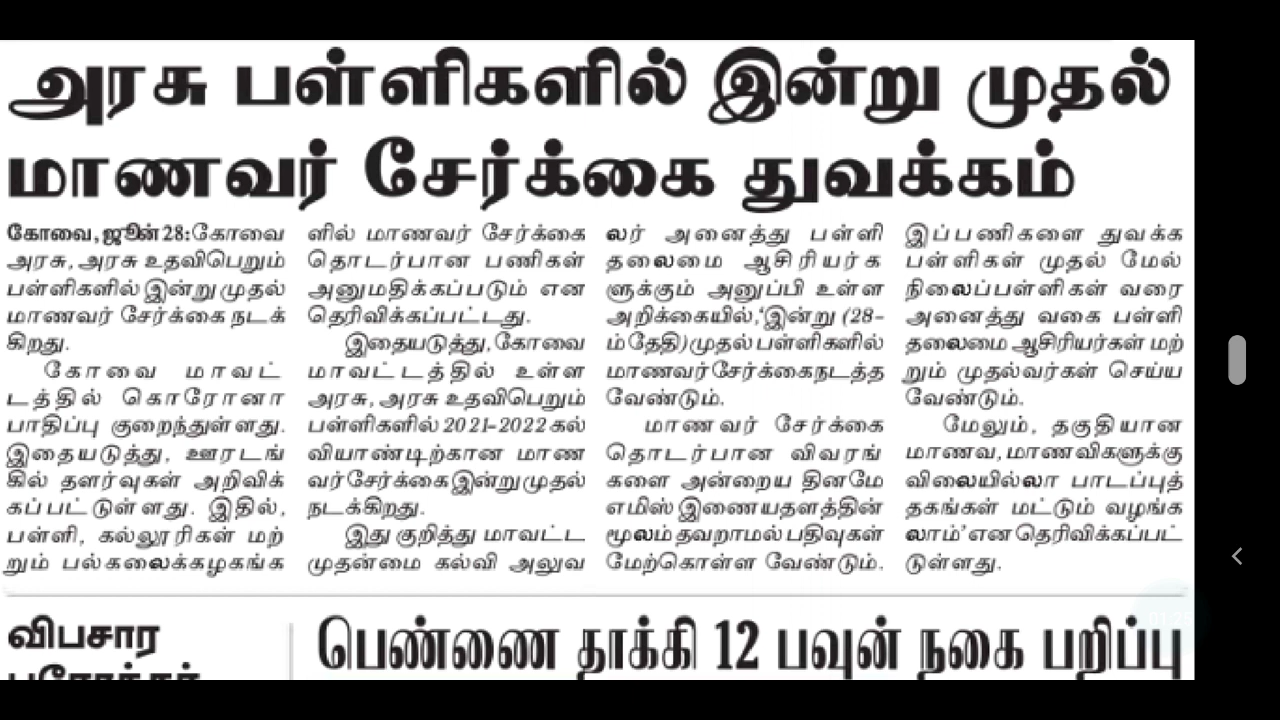 அரசு பள்ளிகளில் இன்று முதல்
மாணவர் சேர்க்கை துவக்கம்
கோவை, ஜூன் 28: கோவை
அரசு, அரசு உதவிபெறும்
பள்ளிகளில் இன்று முதல்
மாணவர் சேர்க்கை நடக்
கிறது.
கோவை மாவட்
டத்தில் கொரோனா
பாதிப்பு குறைந்துள்ளது.
இதையடுத்து, ஊரடங்
கில் தளர்வுகள் அறிவிக்
கப்பட்டுள்ளது. இதில்,
பள்ளி, கல்லூரிகள் மற்
றும் பல்கலைக்கழகங்க
ளில் மாணவர் சேர்க்கை
தொடர்பான பணிகள்
அனுமதிக்கப்படும் என
தெரிவிக்கப்பட்டது.
இதையடுத்து, கோவை
மாவட்டத்தில் உள்ள
அரசு, அரசு உதவிபெறும்
பள்ளிகளில் 2021-2022 கல்
வியாண்டிற்கான மாண
வர் சேர்க்கை இன்று முதல்
நடக்கிறது.
இது குறித்து மாவட்ட
முதன்மை கல்வி அலுவ
லர் அனைத்து பள்ளி
தலைமை ஆசிரியர்க
ளுக்கும் அனுப்பி உள்ள
அறிக்கையில், ‘இன்று (28-
ம் தேதி) முதல் பள்ளிகளில்
மாணவர் சேர்க்கை நடத்த
வேண்டும்.
மாணவர் சேர்க்கை
தொடர்பான விவரங்
களை அன்றைய தினமே
எமிஸ் இணையதளத்தின்
மூலம் தவறாமல் பதிவுகள்
மேற்கொள்ள வேண்டும்.
இப்பணிகளை துவக்க
பள்ளிகள் முதல் மேல்
நிலைப்பள்ளிகள் வரை
அனைத்து வகை பள்ளி
தலைமை ஆசிரியர்கள் மற்
றும் முதல்வர்கள் செய்ய
வேண்டும்.
மேலும், தகுதியான
மாணவ, மாணவிகளுக்கு
விலையில்லா பாடப்புத்
தகங்கள் மட்டும் வழங்க
லாம்’ என தெரிவிக்கப்பட்
டுள்ளது.
விபசார
பெண்ணை தாக்கி 12 பவுன் நகை பறிப்பு